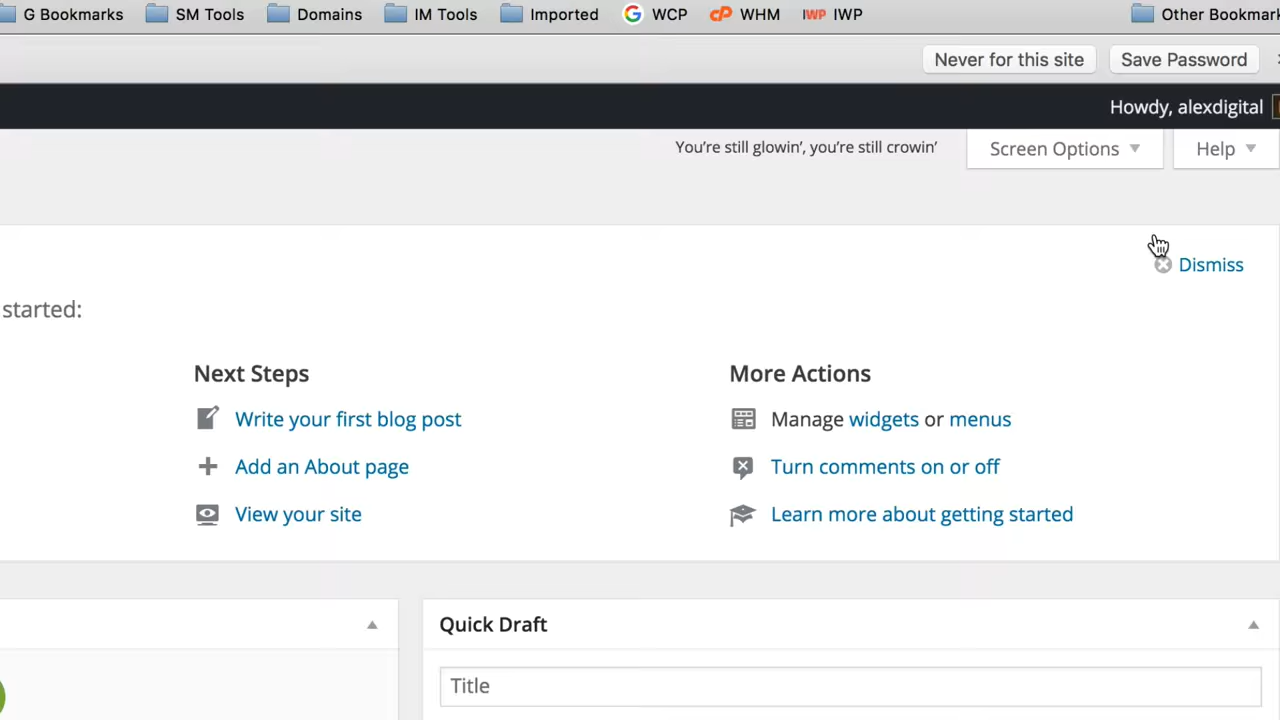 G Bookmarks SM Tools Domains IM Tools Imported WCP WHM IWP Other Bookmark
Never for this site Save Password
Howdy, alexdigital
You're still glowin', you're still crowin' Screen Options Help
Dismiss
started:
Next Steps More Actions
Write your first blog post Manage widgets or menus
Add an About page Turn comments on or off
View your site Learn more about getting started
Quick Draft
Title